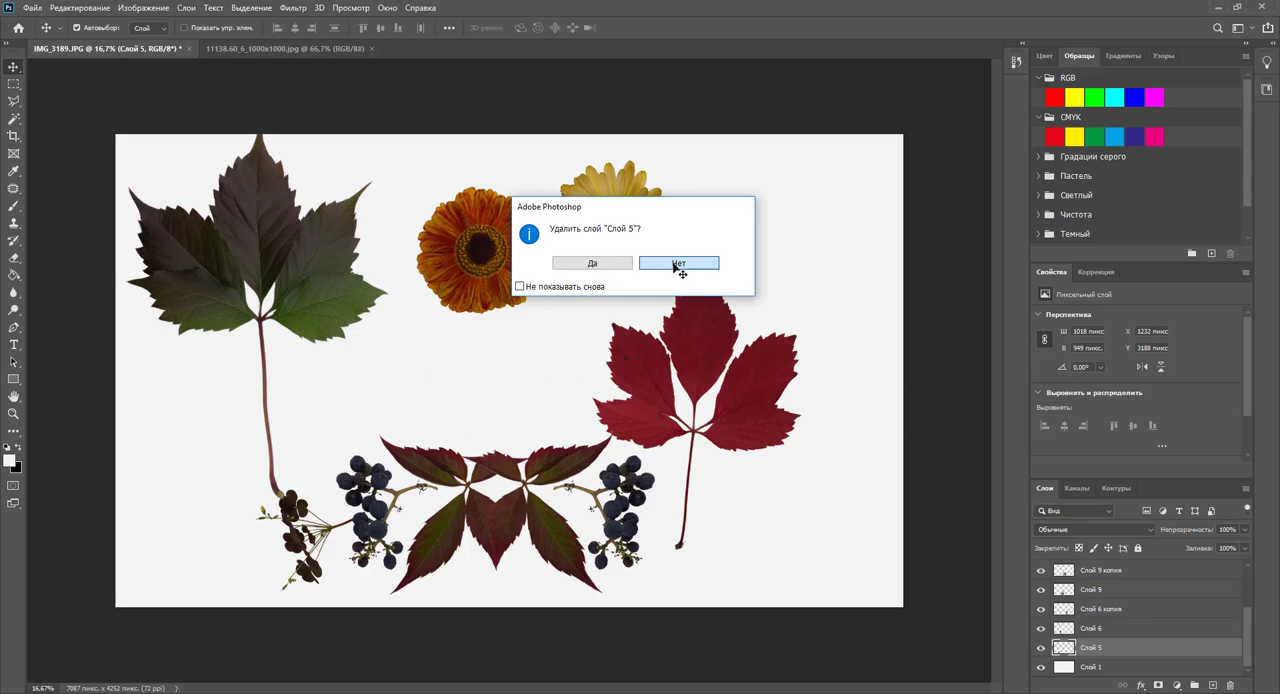 Файл Редактирование Изображение Слои Текст Выделение Фильтр 3D Просмотр Окно Справка
Автовыбор: Слой Показать упр. элем. 3D-режим:
IMG_3189.JPG @ 16,7% (Слой 5, RGB/8*) * × 11138.60_6_1000x1000.jpg @ 66,7% (RGB/8#) ×
Цвет Образцы Градиенты Узоры
RGB
CMYK
Градации серого
Пастель
Светлый
Чистота
Темный
Adobe Photoshop
Удалить слой "Слой 5"?
Да Нет
Не показывать снова
Свойства Коррекция
Пиксельный слой
Перспектива
Ш 1018 пикс X 1232 пикс
В 949 пикс. Y 3188 пикс
0,00°
Выровнять и распределить
Выровнять:
Слои Каналы Контуры
Вид
Обычные Непрозрачность: 100%
Закрепить: Заливка: 100%
Слой 9 копия
Слой 9
Слой 6 копия
Слой 6
Слой 5
Слой 1
16.67% 7087 пикс. x 4252 пикс. (72 ppi)